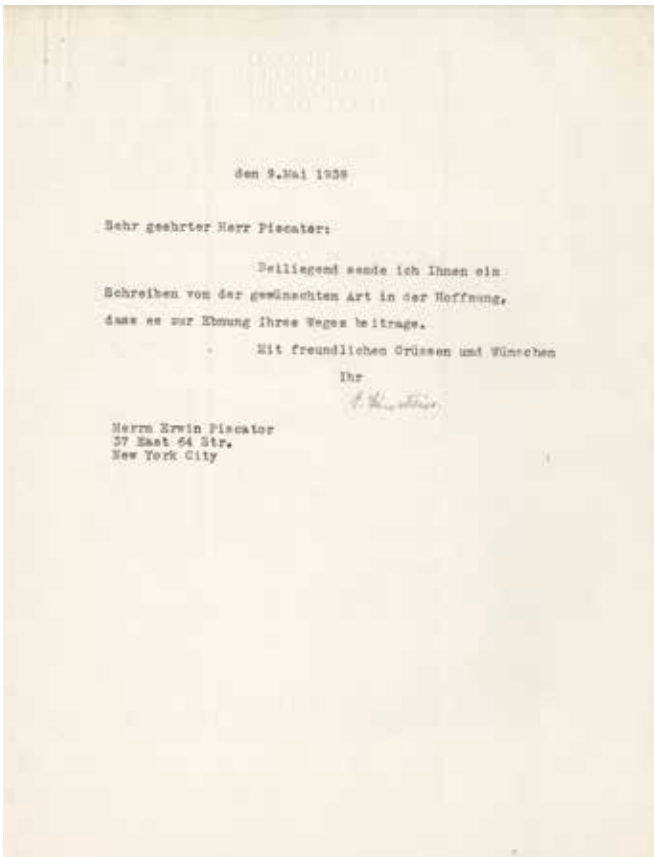 den 9.Mai 1939
Sehr geehrter Herr Piscator:
Beiliegend sende ich Ihnen ein
Schreiben von der gewünschten Art in der Hoffnung,
dass es zur Ebnung Ihres Weges beitrage.
Mit freundlichen Grüssen und Wünschen
Ihr
Herrn Erwin Piscator
37 East 64 Str.
New York City